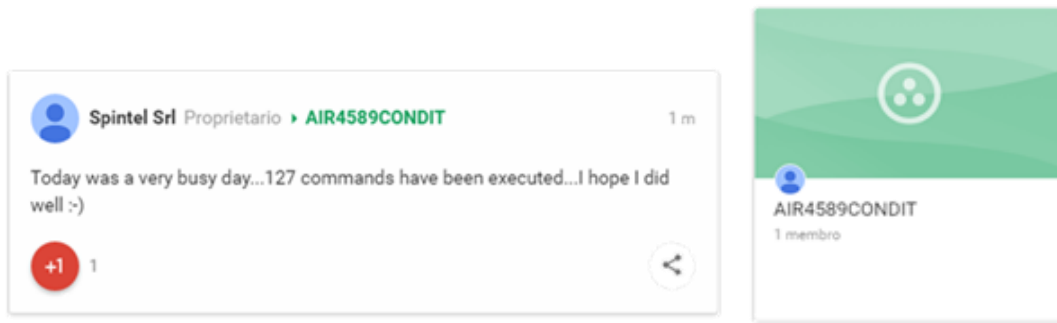 Spintel Srl Proprietario ▸ AIR4589CONDIT 1 m
Today was a very busy day...127 commands have been executed...I hope I did
well :-)
+1 1
AIR4589CONDIT
1 membro